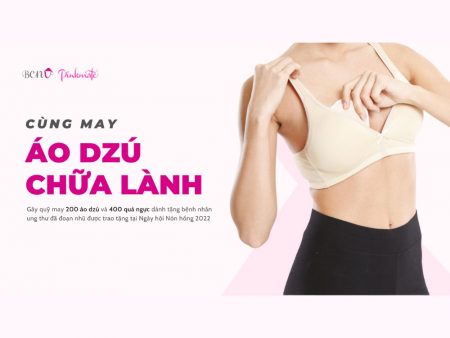 BCNV Pinkmate
CÙNG MAY
ÁO DZÚ
CHỮA LÀNH
Gây quỹ may 200 áo dzú và 400 quả ngực dành tặng bệnh nhân
ung thư đã đoạn nhũ được trao tặng tại Ngày hội Nón hồng 2022